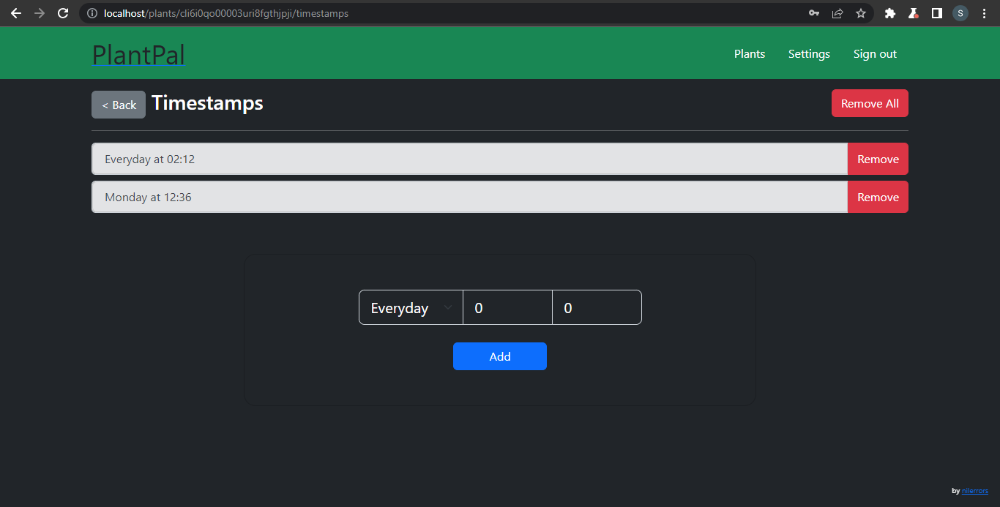 localhost/plants/cli6i0qo00003uri8fgthjpji/timestamps
S
PlantPal
Plants Settings Sign out
< Back Timestamps Remove All
Everyday at 02:12 Remove
Monday at 12:36 Remove
Everyday 0 0
Add
by nilerrors